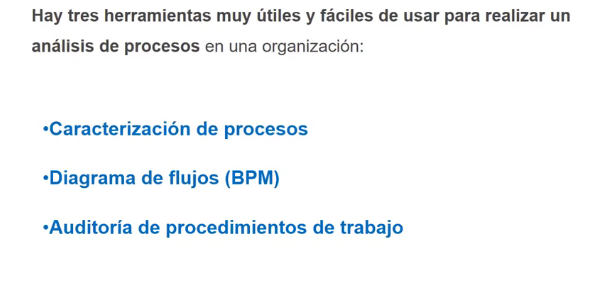 Hay tres herramientas muy útiles y fáciles de usar para realizar un
análisis de procesos en una organización:
•Caracterización de procesos
•Diagrama de flujos (BPM)
•Auditoría de procedimientos de trabajo